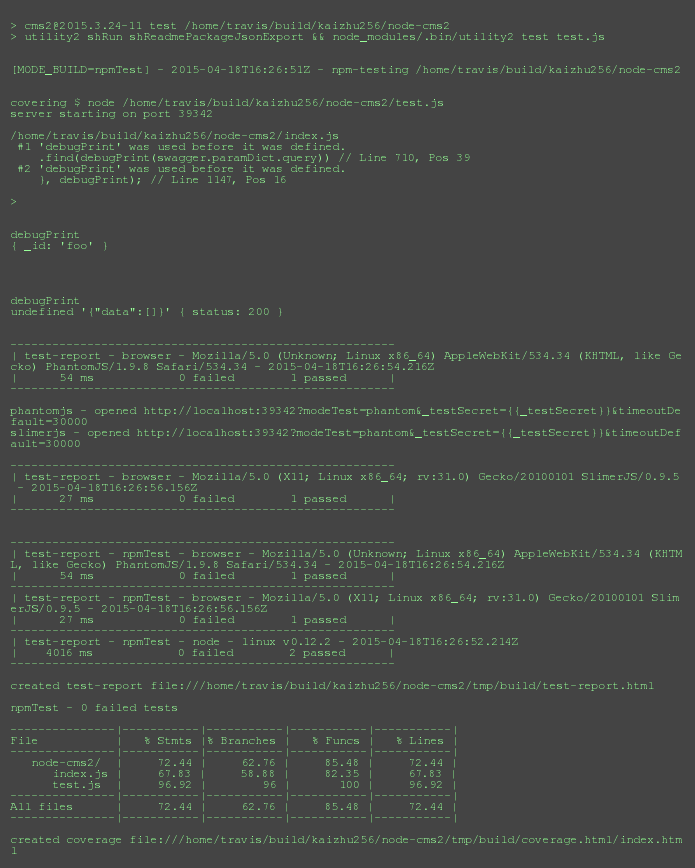 > cms2@2015.3.24-11 test /home/travis/build/kaizhu256/node-cms2
> utility2 shRun shReadmePackageJsonExport && node_modules/.bin/utility2 test test.js
[MODE_BUILD=npmTest] - 2015-04-18T16:26:51Z - npm-testing /home/travis/build/kaizhu256/node-cms2
covering $ node /home/travis/build/kaizhu256/node-cms2/test.js
server starting on port 39342
/home/travis/build/kaizhu256/node-cms2/index.js
 #1 'debugPrint' was used before it was defined.
    .find(debugPrint(swagger.paramDict.query)) // Line 710, Pos 39
 #2 'debugPrint' was used before it was defined.
    }, debugPrint); // Line 1147, Pos 16
>
debugPrint
{ _id: 'foo' }
debugPrint
undefined '{"data":[]}' { status: 200 }
-------------------------------------------------------
| test-report - browser - Mozilla/5.0 (Unknown; Linux x86_64) AppleWebKit/534.34 (KHTML, like Ge
cko) PhantomJS/1.9.8 Safari/534.34 - 2015-04-18T16:26:54.216Z
|      54 ms            0 failed        1 passed      |
-------------------------------------------------------
phantomjs - opened http://localhost:39342?modeTest=phantom&_testSecret={{_testSecret}}&timeoutDe
fault=30000
slimerjs - opened http://localhost:39342?modeTest=phantom&_testSecret={{_testSecret}}&timeoutDef
ault=30000
-------------------------------------------------------
| test-report - browser - Mozilla/5.0 (X11; Linux x86_64; rv:31.0) Gecko/20100101 SlimerJS/0.9.5
 - 2015-04-18T16:26:56.156Z
|      27 ms            0 failed        1 passed      |
-------------------------------------------------------
-------------------------------------------------------
| test-report - npmTest - browser - Mozilla/5.0 (Unknown; Linux x86_64) AppleWebKit/534.34 (KHTM
L, like Gecko) PhantomJS/1.9.8 Safari/534.34 - 2015-04-18T16:26:54.216Z
|      54 ms            0 failed        1 passed      |
-------------------------------------------------------
| test-report - npmTest - browser - Mozilla/5.0 (X11; Linux x86_64; rv:31.0) Gecko/20100101 Slim
erJS/0.9.5 - 2015-04-18T16:26:56.156Z
|      27 ms            0 failed        1 passed      |
-------------------------------------------------------
| test-report - npmTest - node - linux v0.12.2 - 2015-04-18T16:26:52.214Z
|    4016 ms            0 failed        2 passed      |
-------------------------------------------------------
created test-report file:///home/travis/build/kaizhu256/node-cms2/tmp/build/test-report.html
npmTest - 0 failed tests
---------------|-----------|-----------|-----------|-----------|
File           |   % Stmts |% Branches |   % Funcs |   % Lines |
---------------|-----------|-----------|-----------|-----------|
   node-cms2/  |     72.44 |     62.76 |     85.48 |     72.44 |
      index.js |     67.83 |     58.88 |     82.35 |     67.83 |
      test.js  |     96.92 |        96 |       100 |     96.92 |
---------------|-----------|-----------|-----------|-----------|
All files      |     72.44 |     62.76 |     85.48 |     72.44 |
---------------|-----------|-----------|-----------|-----------|
created coverage file:///home/travis/build/kaizhu256/node-cms2/tmp/build/coverage.html/index.htm
l